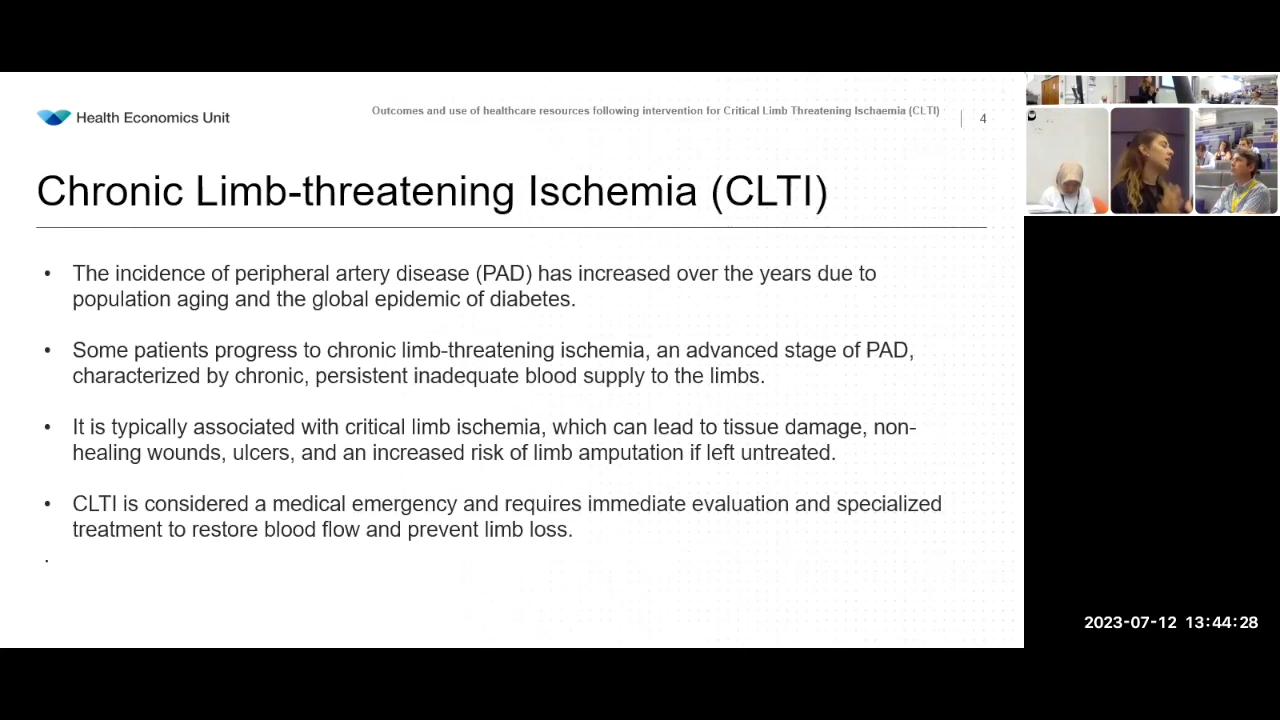 Health Economics Unit
Outcomes and use of healthcare resources following intervention for Critical Limb Threatening Ischaemia (CLTI)
4
Chronic Limb-threatening Ischemia (CLTI)
• The incidence of peripheral artery disease (PAD) has increased over the years due to
population aging and the global epidemic of diabetes.
• Some patients progress to chronic limb-threatening ischemia, an advanced stage of PAD,
characterized by chronic, persistent inadequate blood supply to the limbs.
• It is typically associated with critical limb ischemia, which can lead to tissue damage, non-
healing wounds, ulcers, and an increased risk of limb amputation if left untreated.
• CLTI is considered a medical emergency and requires immediate evaluation and specialized
treatment to restore blood flow and prevent limb loss.
.
2023-07-12 13:44:28